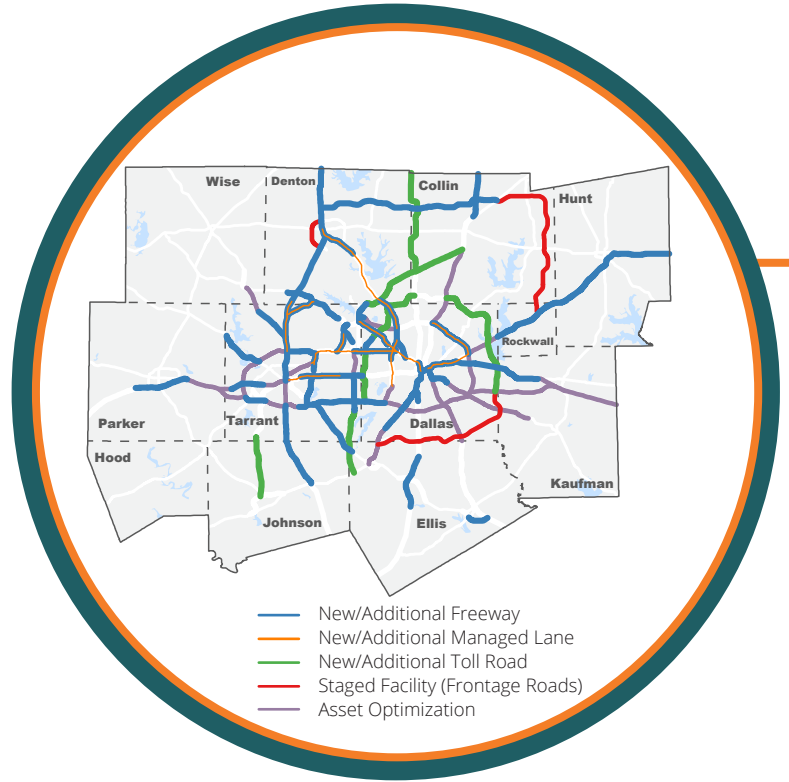 Wise
Denton
Collin
Hunt
Rockwall
Parker
Tarrant
Dallas
Hood
Kaufman
Johnson
Ellis
New/Additional Freeway
New/Additional Managed Lane
New/Additional Toll Road
Staged Facility (Frontage Roads)
Asset Optimization